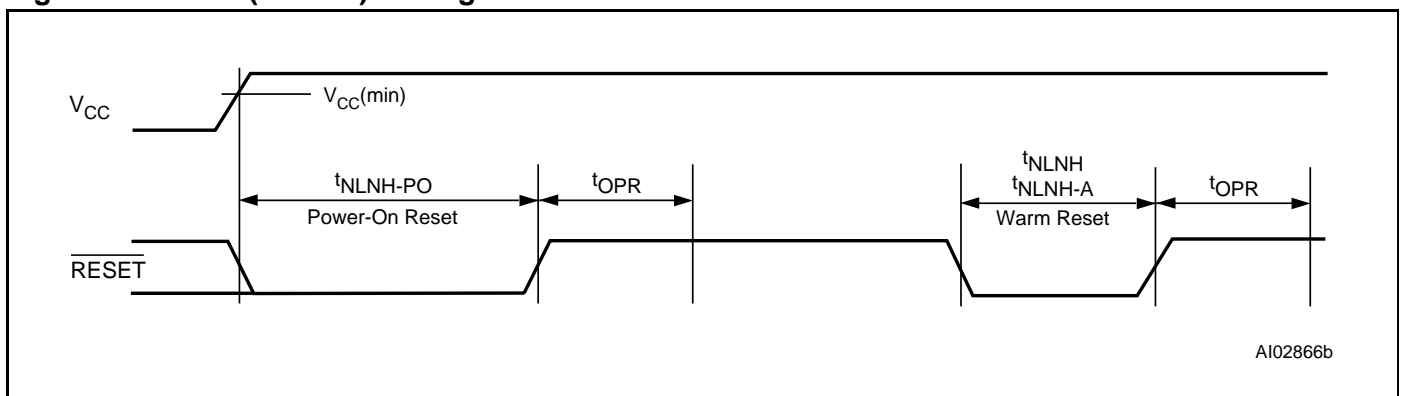 VCC
VCC(min)
tNLNH-PO
Power-On Reset
tOPR
tNLNH
tNLNH-A
Warm Reset
tOPR
RESET
AI02866b